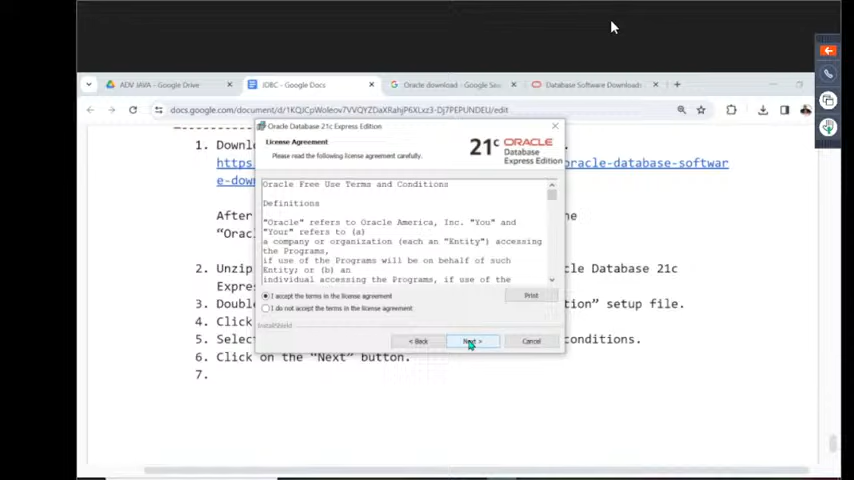 ADV JAVA - Google Drive
JDBC - Google Docs
Oracle download - Google Sea
Database Software Downloads
docs.google.com/document/d/1KQJCpWoleov7VVQYZDaXRahjP6XLxz3-Dj7PEPUNDEU/edit
1. Downl
https
oracle-database-softwar
e-dow
After
the
"Orac
2. Unzip
cle Database 21c
Expre
3. Doubl
tion" setup file.
4. Click
5. Selec
conditions.
6. Click on the "Next" button.
7.
Oracle Database 21c Express Edition
License Agreement
Please read the following license agreement carefully.
21c ORACLE
Database
Express Edition
Oracle Free Use Terms and Conditions
Definitions
"Oracle" refers to Oracle America, Inc. "You" and
"Your" refers to (a)
a company or organization (each an "Entity") accessing
the Programs,
if use of the Programs will be on behalf of such
Entity; or (b) an
individual accessing the Programs, if use of the
I accept the terms in the license agreement
Print
I do not accept the terms in the license agreement
InstallShield
< Back
Next >
Cancel